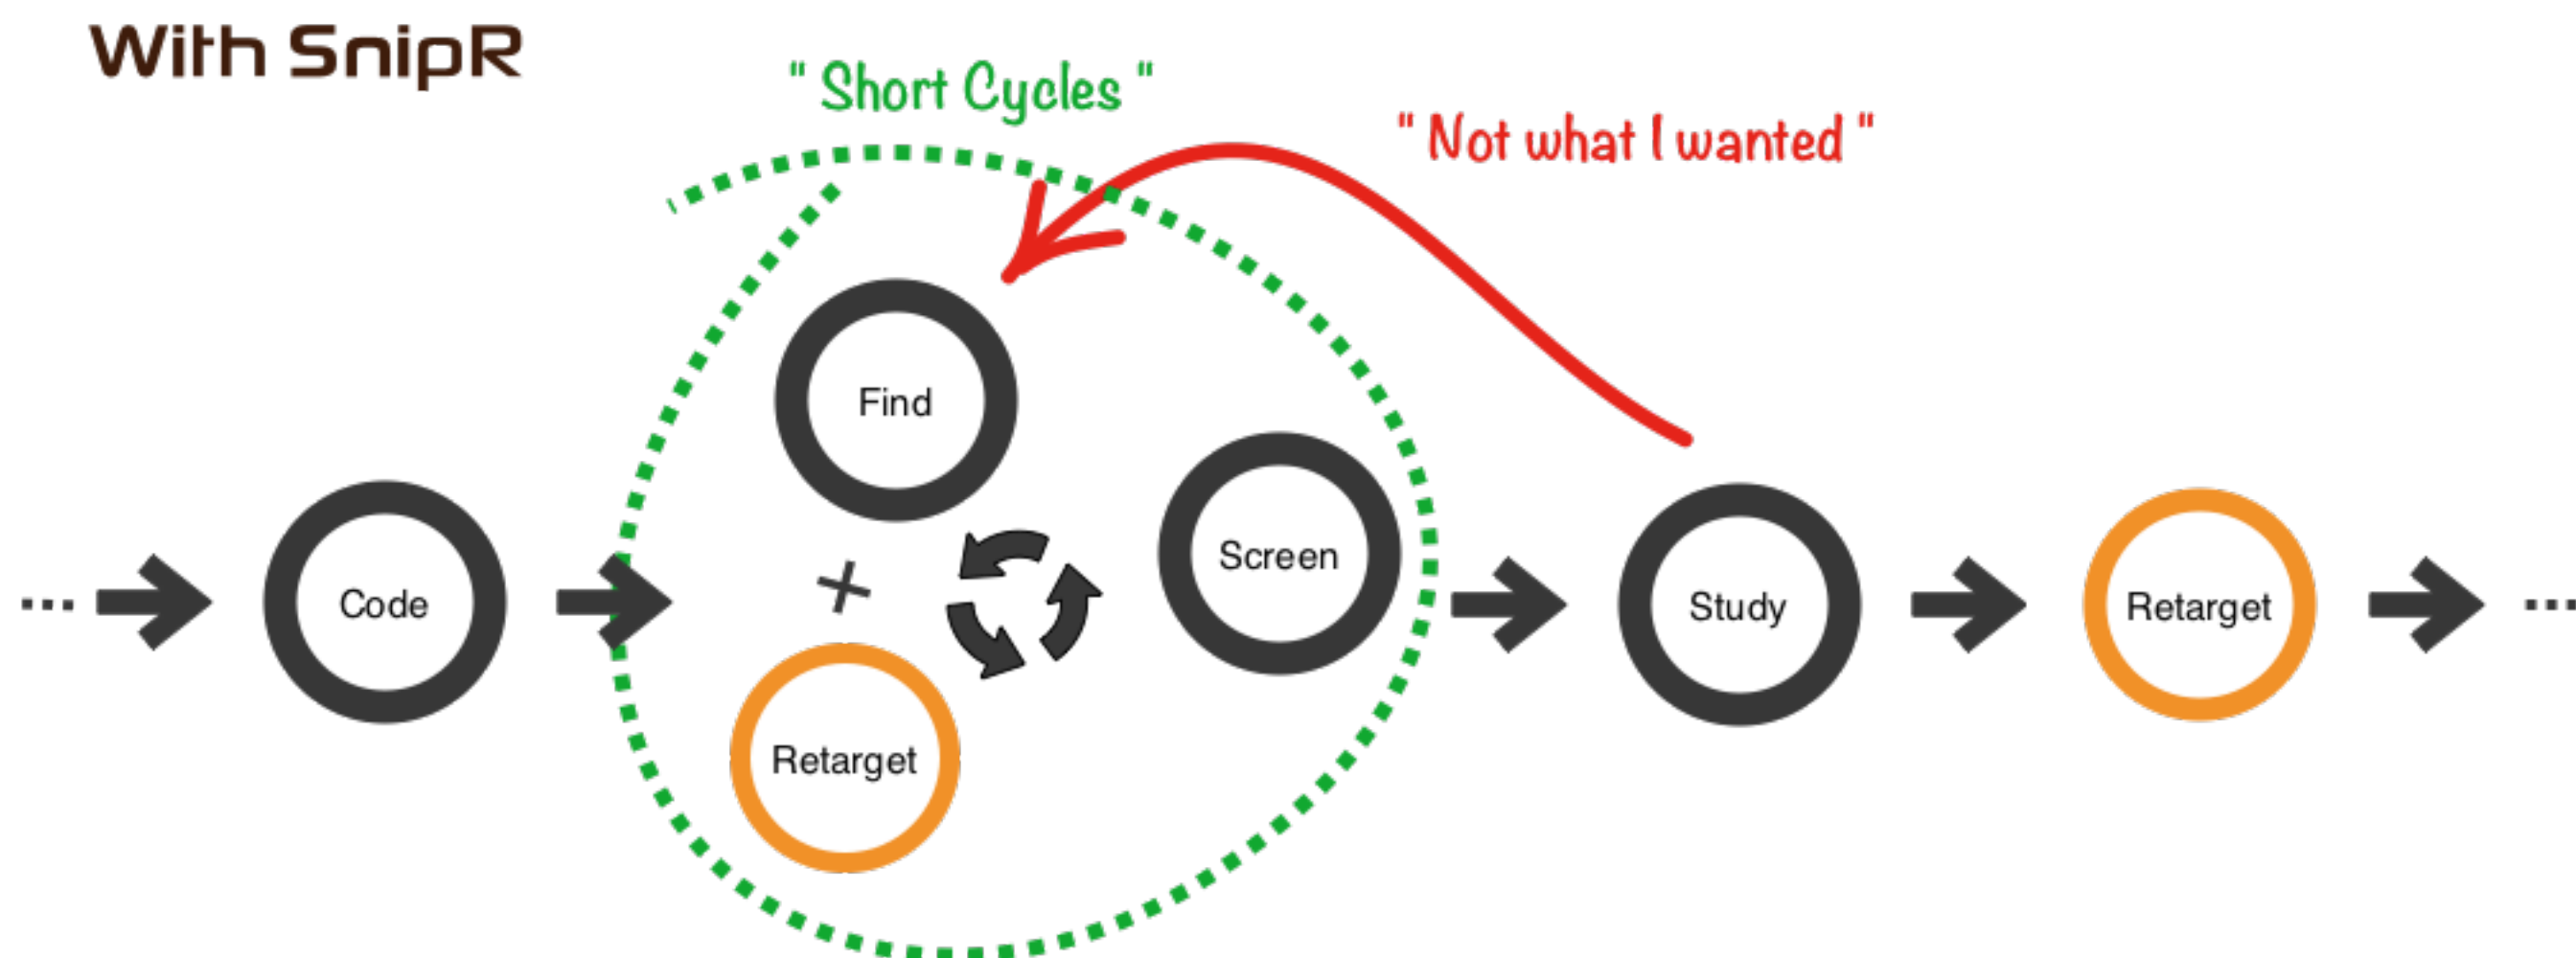 With SnipR
" Short Cycles "
" Not what I wanted "
Find
Screen
Code
Study
Retarget
Retarget